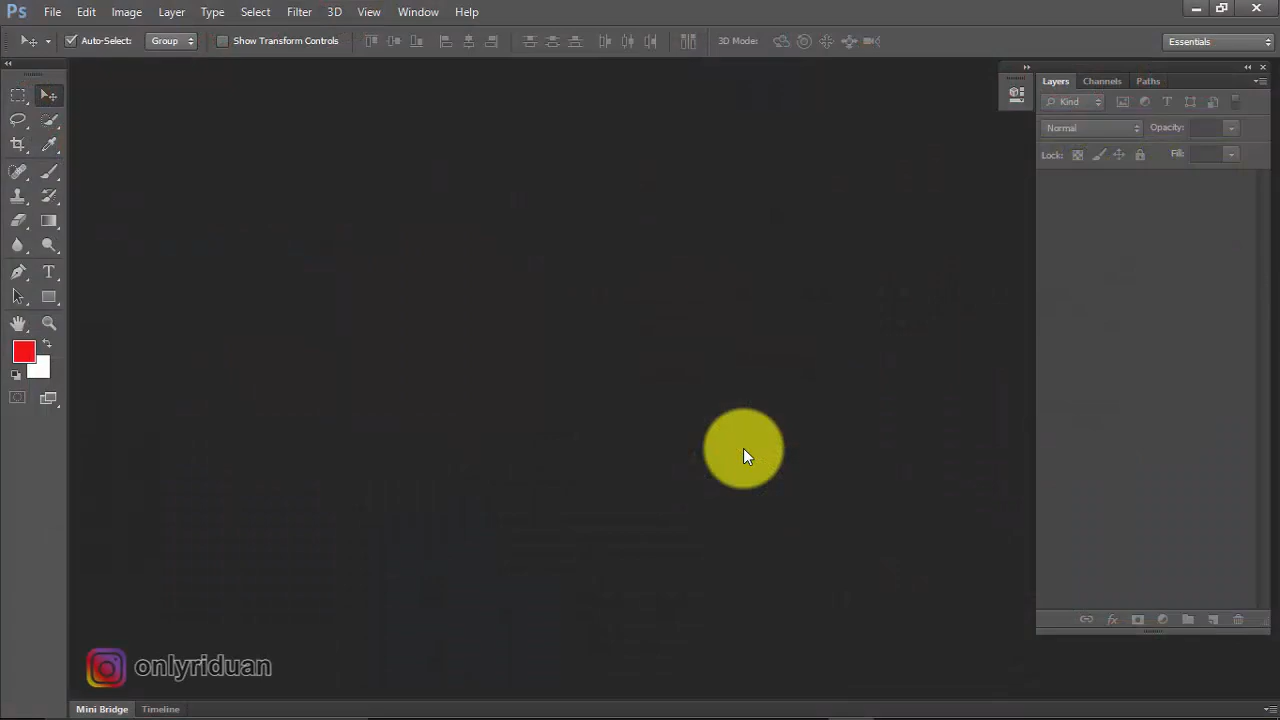 Ps File Edit Image Layer Type Select Filter 3D View Window Help
Auto-Select: Group Show Transform Controls 3D Mode: Essentials
Layers Channels Paths
Kind
Normal Opacity:
Lock: Fill:
onlyriduan
Mini Bridge Timeline